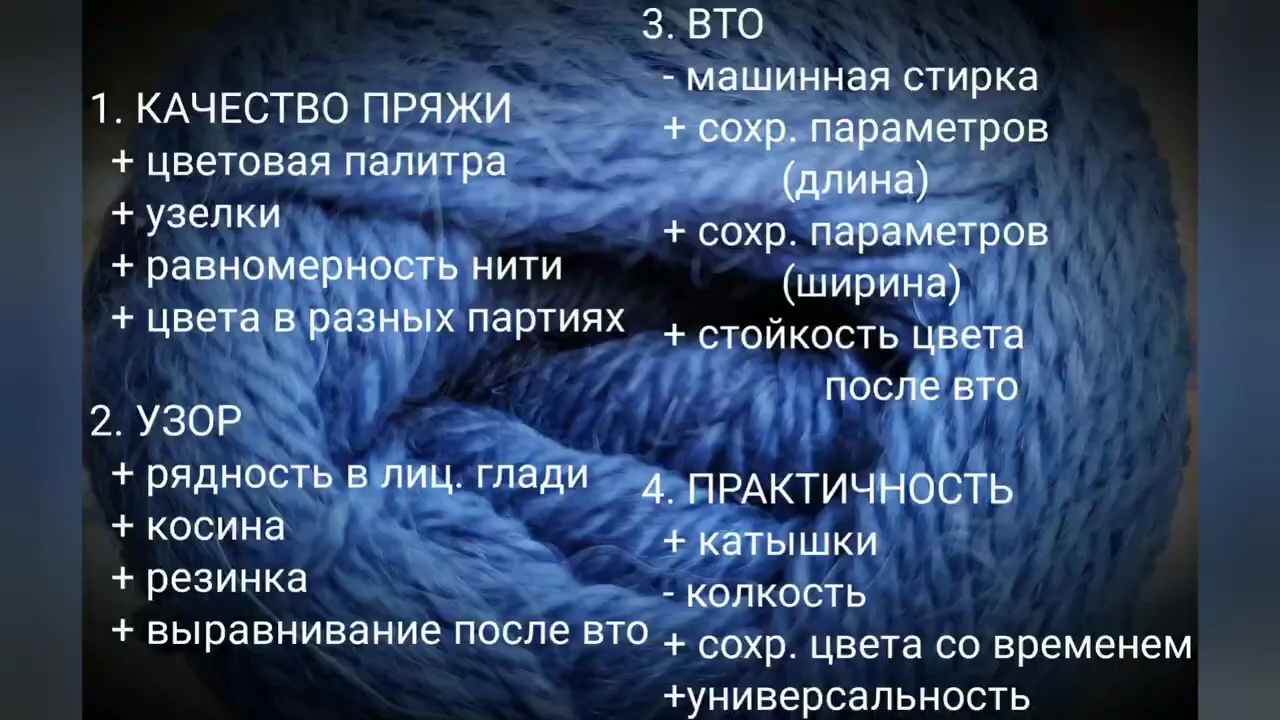 1. КАЧЕСТВО ПРЯЖИ
+ цветовая палитра
+ узелки
+ равномерность нити
+ цвета в разных партиях
2. УЗОР
+ рядность в лиц. глади
+ косина
+ резинка
+ выравнивание после вто
3. ВТО
- машинная стирка
+ сохр. параметров
(длина)
+ сохр. параметров
(ширина)
+ стойкость цвета
после вто
4. ПРАКТИЧНОСТЬ
+ катышки
- колкость
+ сохр. цвета со временем
+универсальность